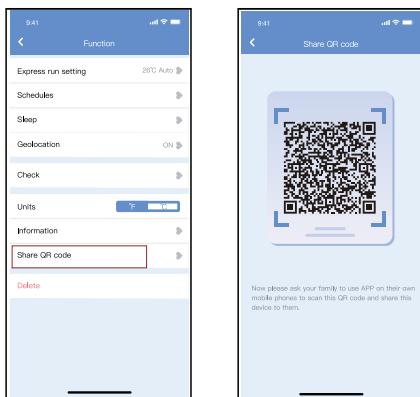 9:41
Function
Express run setting 26°C Auto
Schedules
Sleep
Geolocation ON
Check
Units °F °C
Information
Share QR code
Delete
9:41
Share QR code
Now please ask your family to use APP on their own
mobile phones to scan this QR code and share this
device to them.